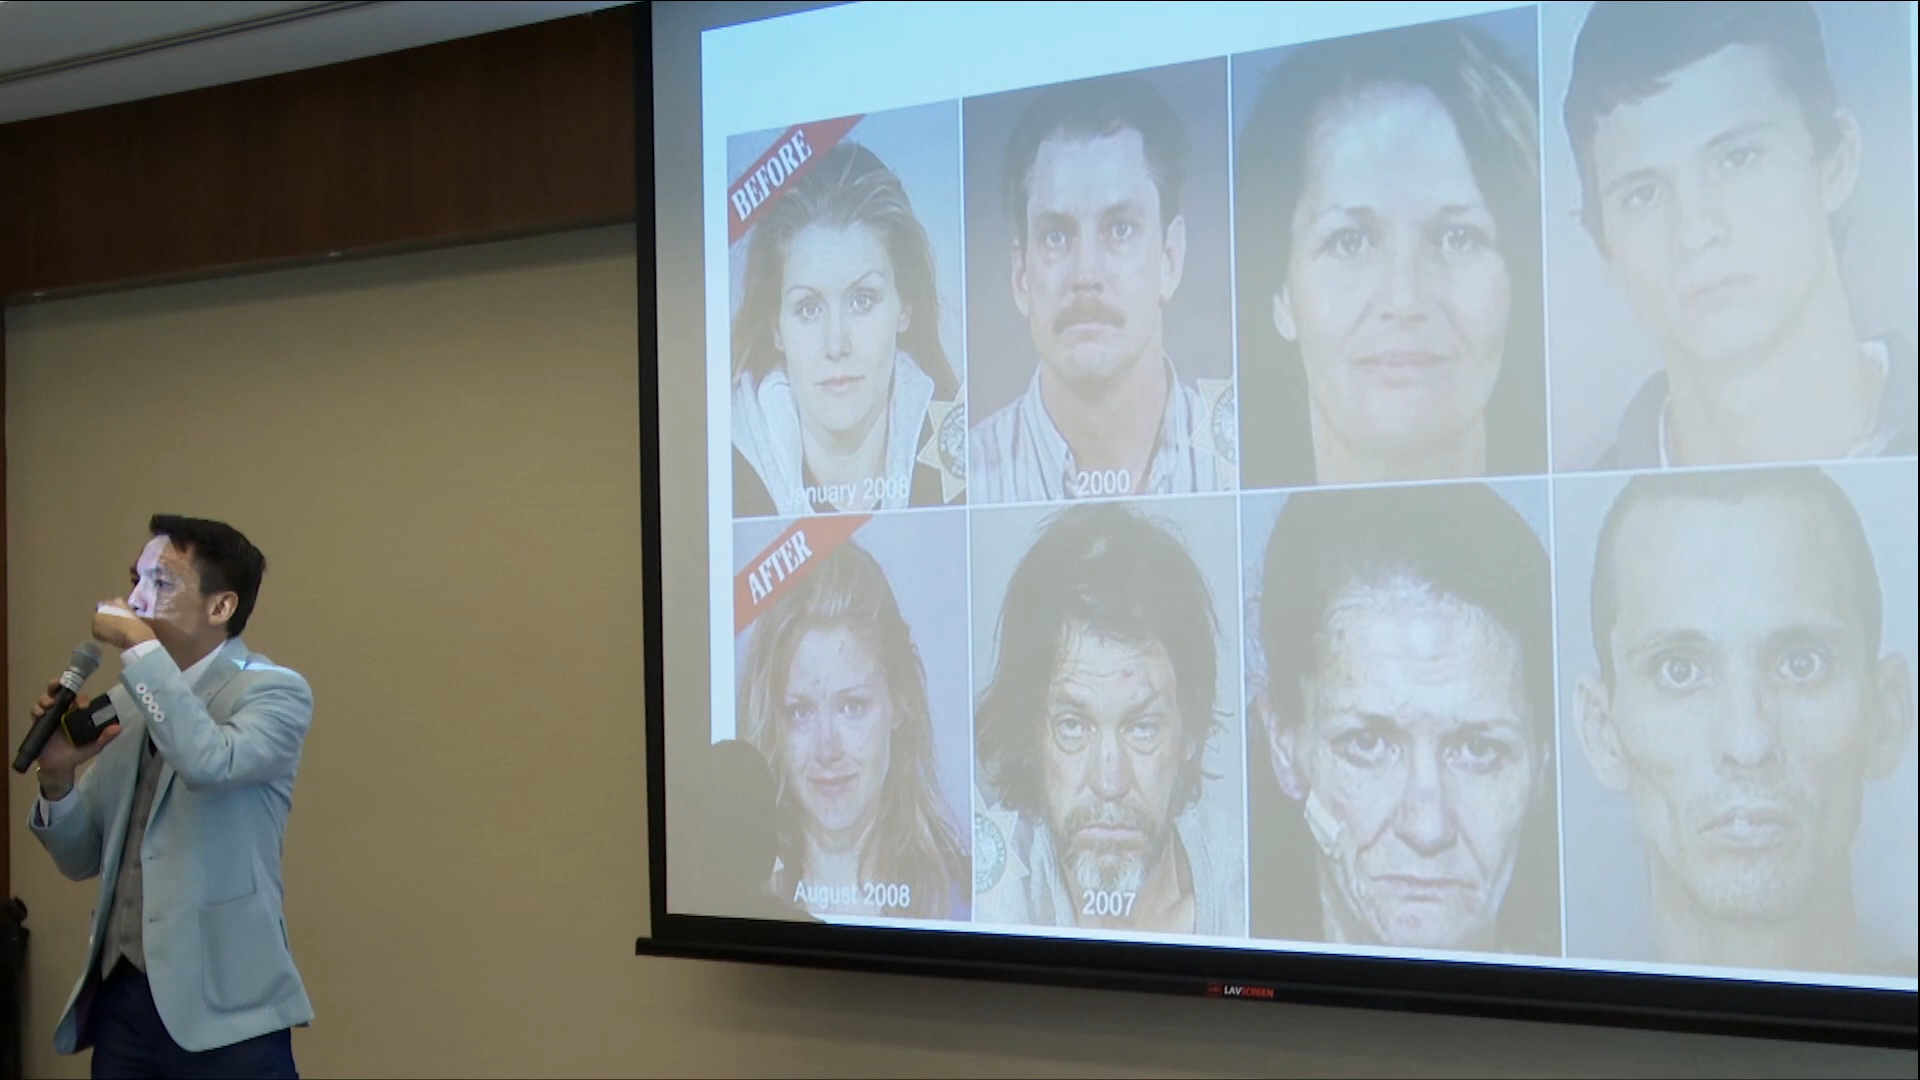 BEFORE
January 2008
2000
AFTER
August 2008
2007
LAVSCREEN